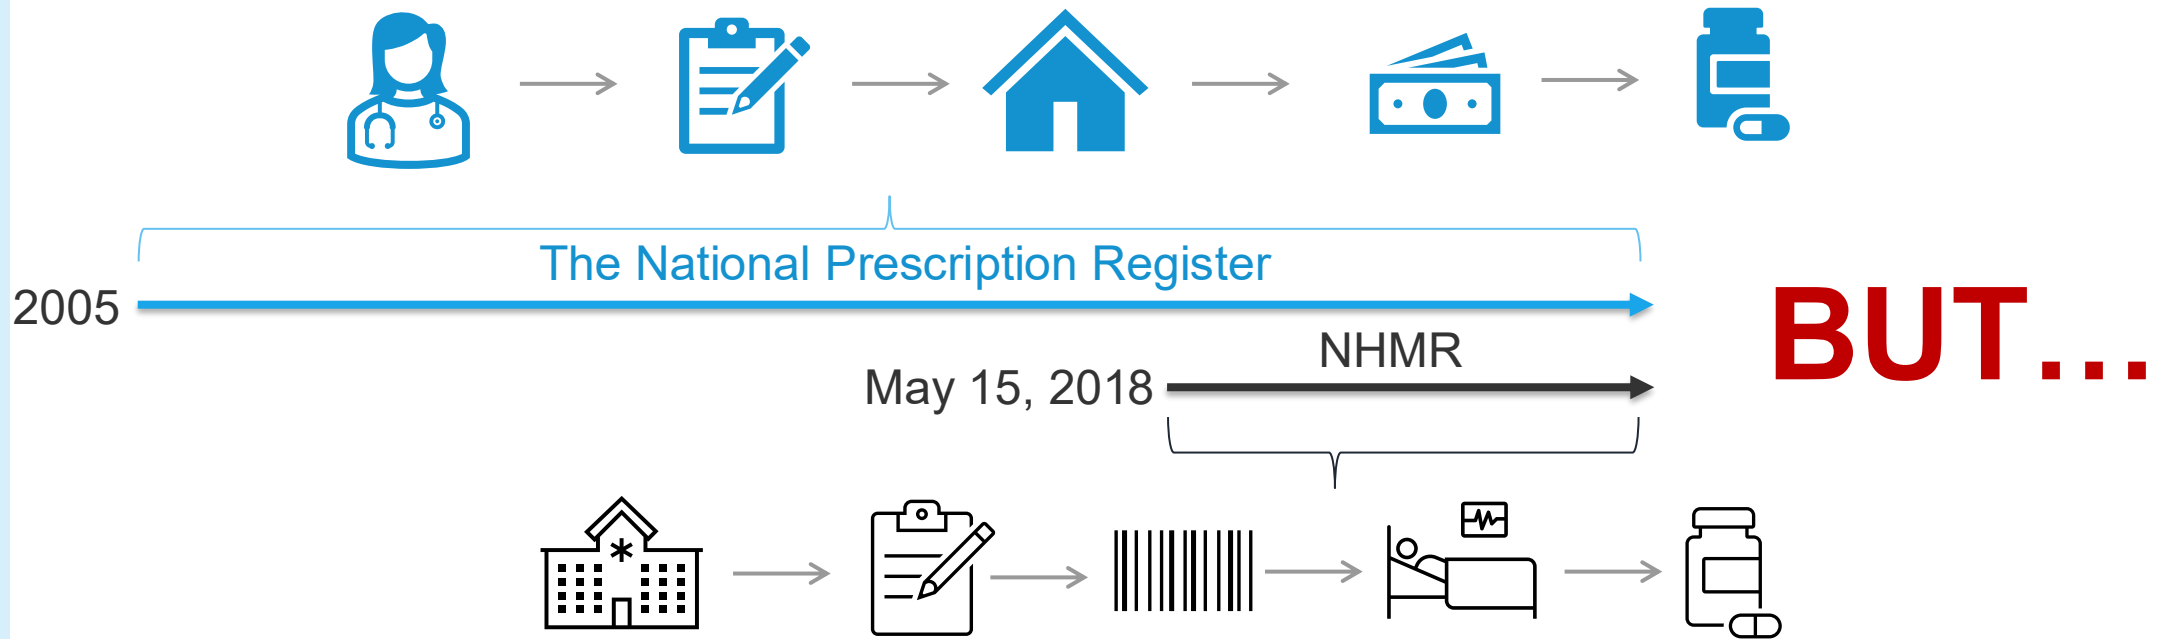 The National Prescription Register
2005
BUT...
NHMR
May 15, 2018